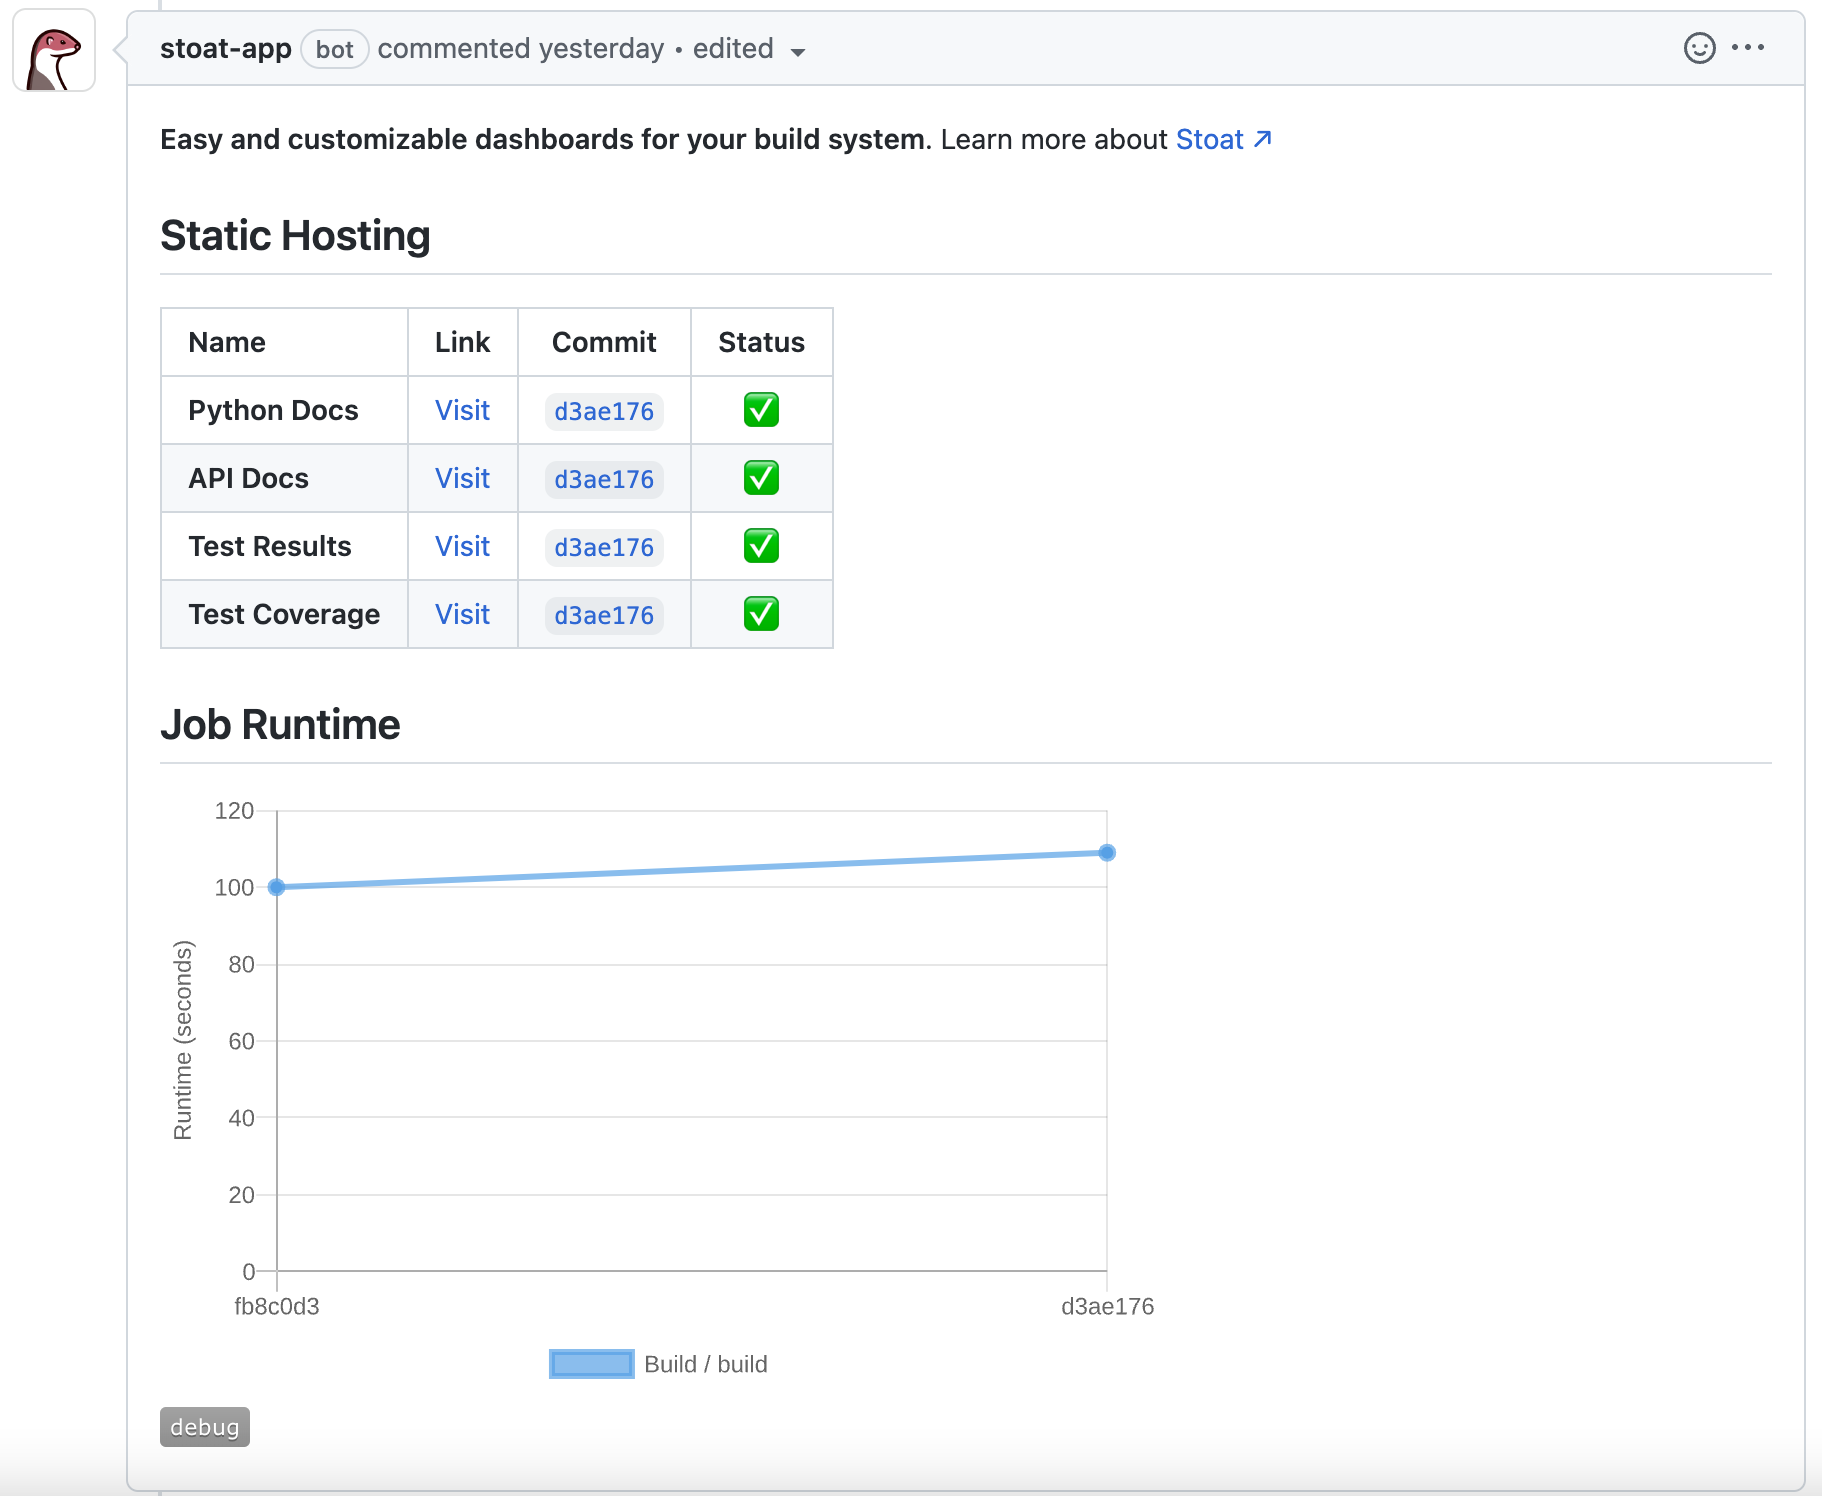 stoat-app bot commented yesterday • edited
Easy and customizable dashboards for your build system. Learn more about Stoat ↗
Static Hosting
Name Link Commit Status
Python Docs Visit d3ae176 ✅
API Docs Visit d3ae176 ✅
Test Results Visit d3ae176 ✅
Test Coverage Visit d3ae176 ✅
Job Runtime
120
100
80
60
40
20
0
Runtime (seconds)
fb8c0d3 d3ae176
Build / build
debug